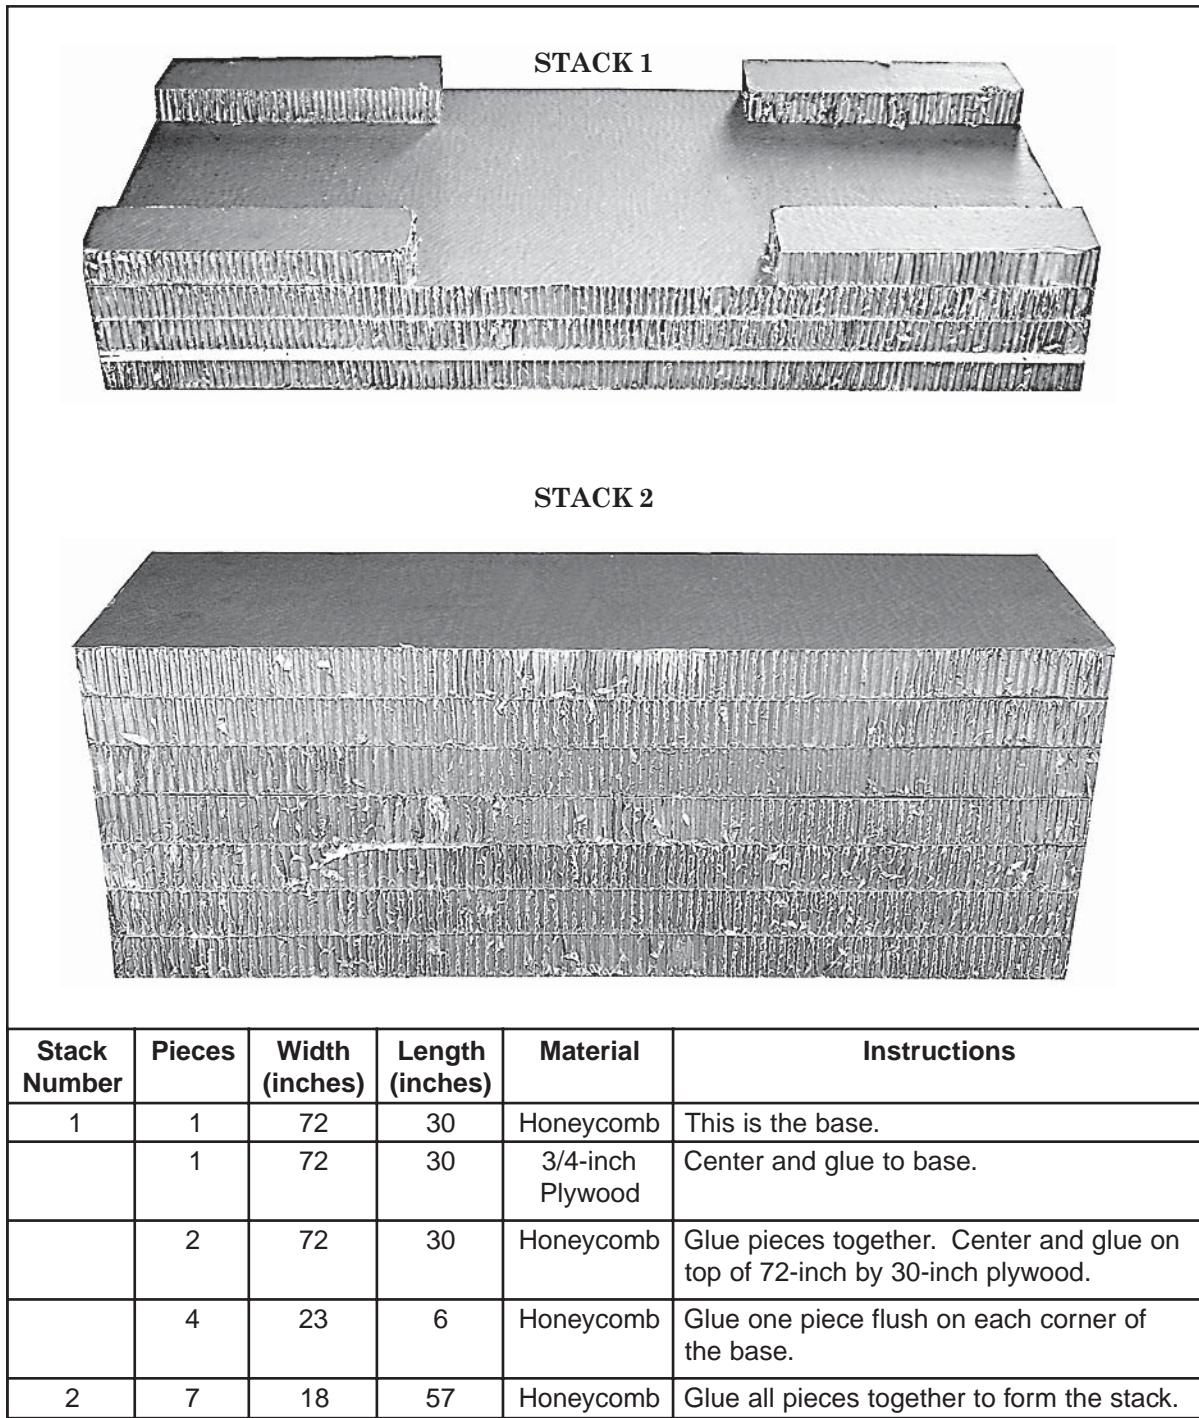 STACK 1
STACK 2
Stack Number Pieces Width (inches) Length (inches) Material Instructions
1 1 72 30 Honeycomb This is the base.
1 72 30 3/4-inch Plywood Center and glue to base.
2 72 30 Honeycomb Glue pieces together. Center and glue on
top of 72-inch by 30-inch plywood.
4 23 6 Honeycomb Glue one piece flush on each corner of
the base.
2 7 18 57 Honeycomb Glue all pieces together to form the stack.